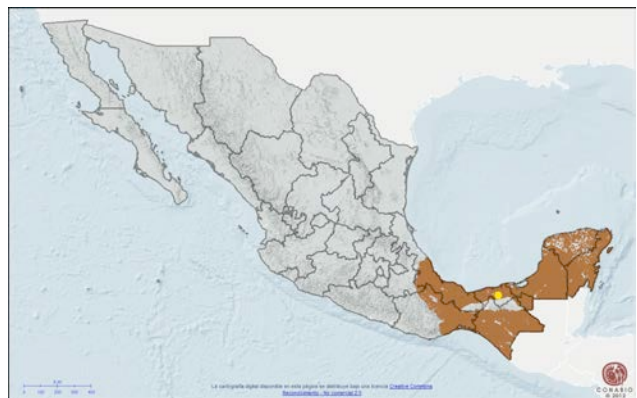 La cartografía digital disponible en esta página se distribuye bajo una licencia Creative Commons
Reconocimiento - No comercial 2.5
CONABIO
© 2012